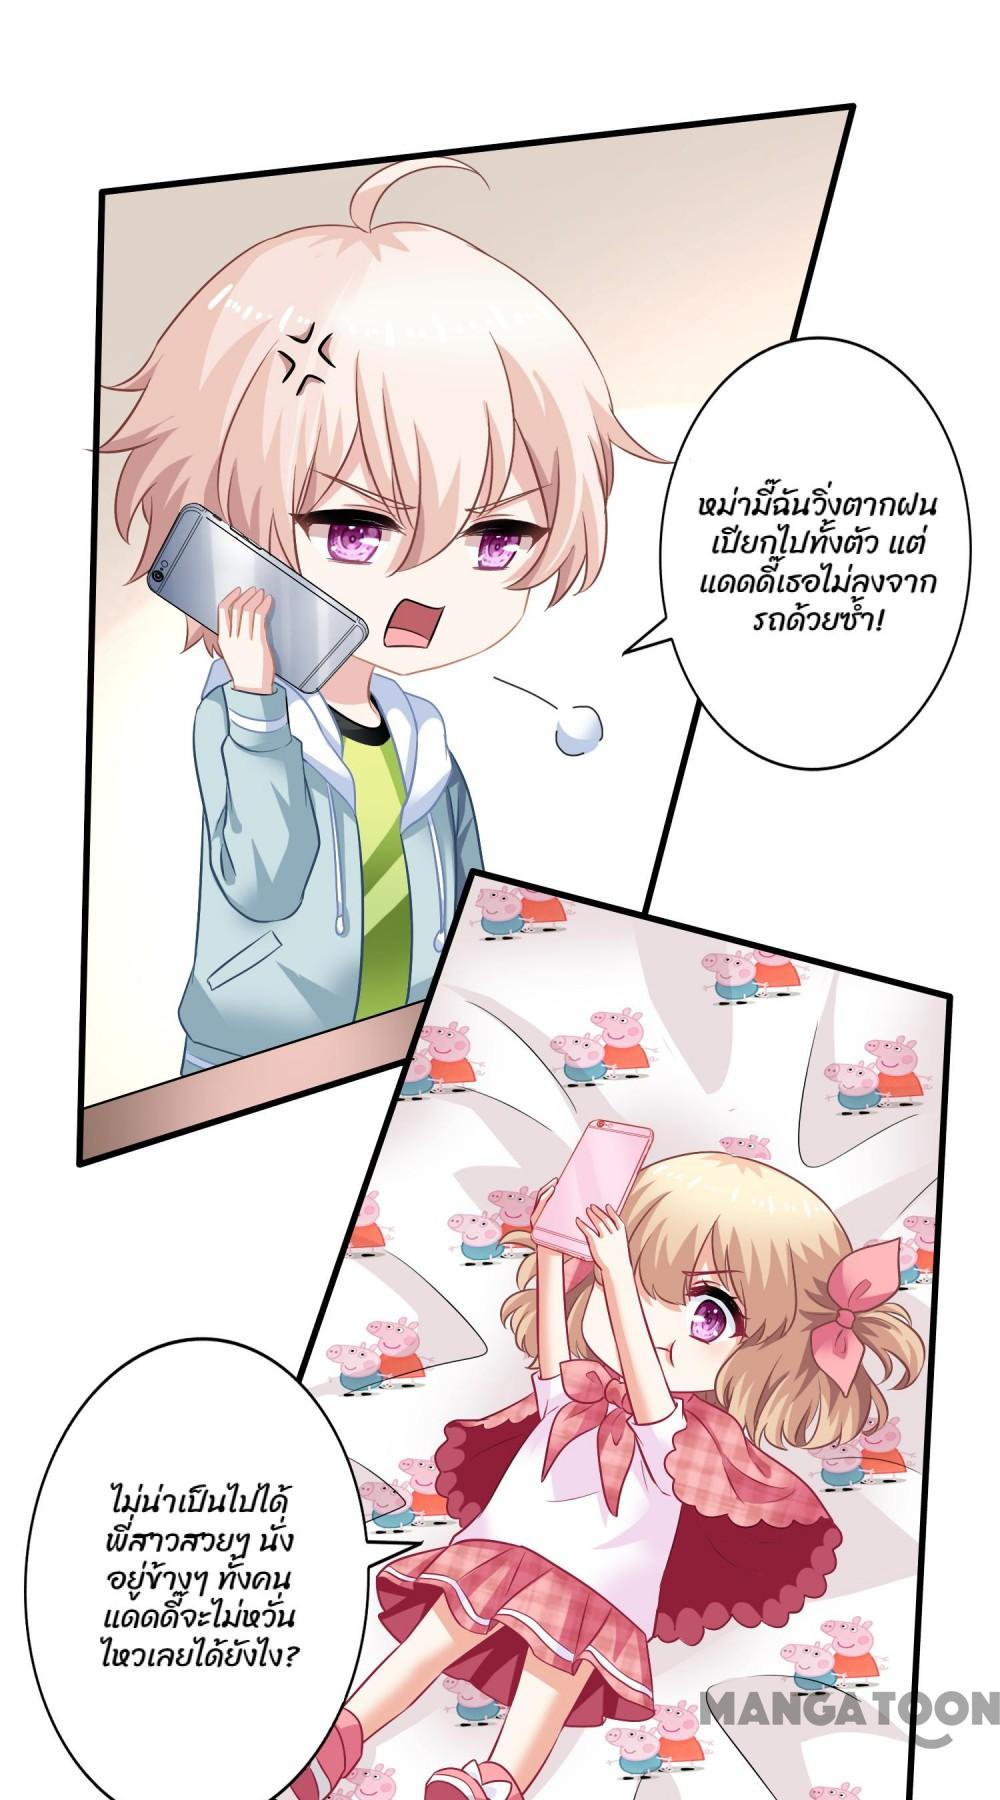 หม่ามี๊ฉันวิ่งตากฝน
เปียกไปทั้งตัว แต่
แดดดี๊เธอไม่ลงจาก
รถด้วยซ้ำ!
ไม่น่าเป็นไปได้
พี่สาวสวยๆ นั่ง
อยู่ข้างๆ ทั้งคน
แดดดี๊จะไม่หวั่น
ไหวเลยได้ยังไง?
MANGATOON